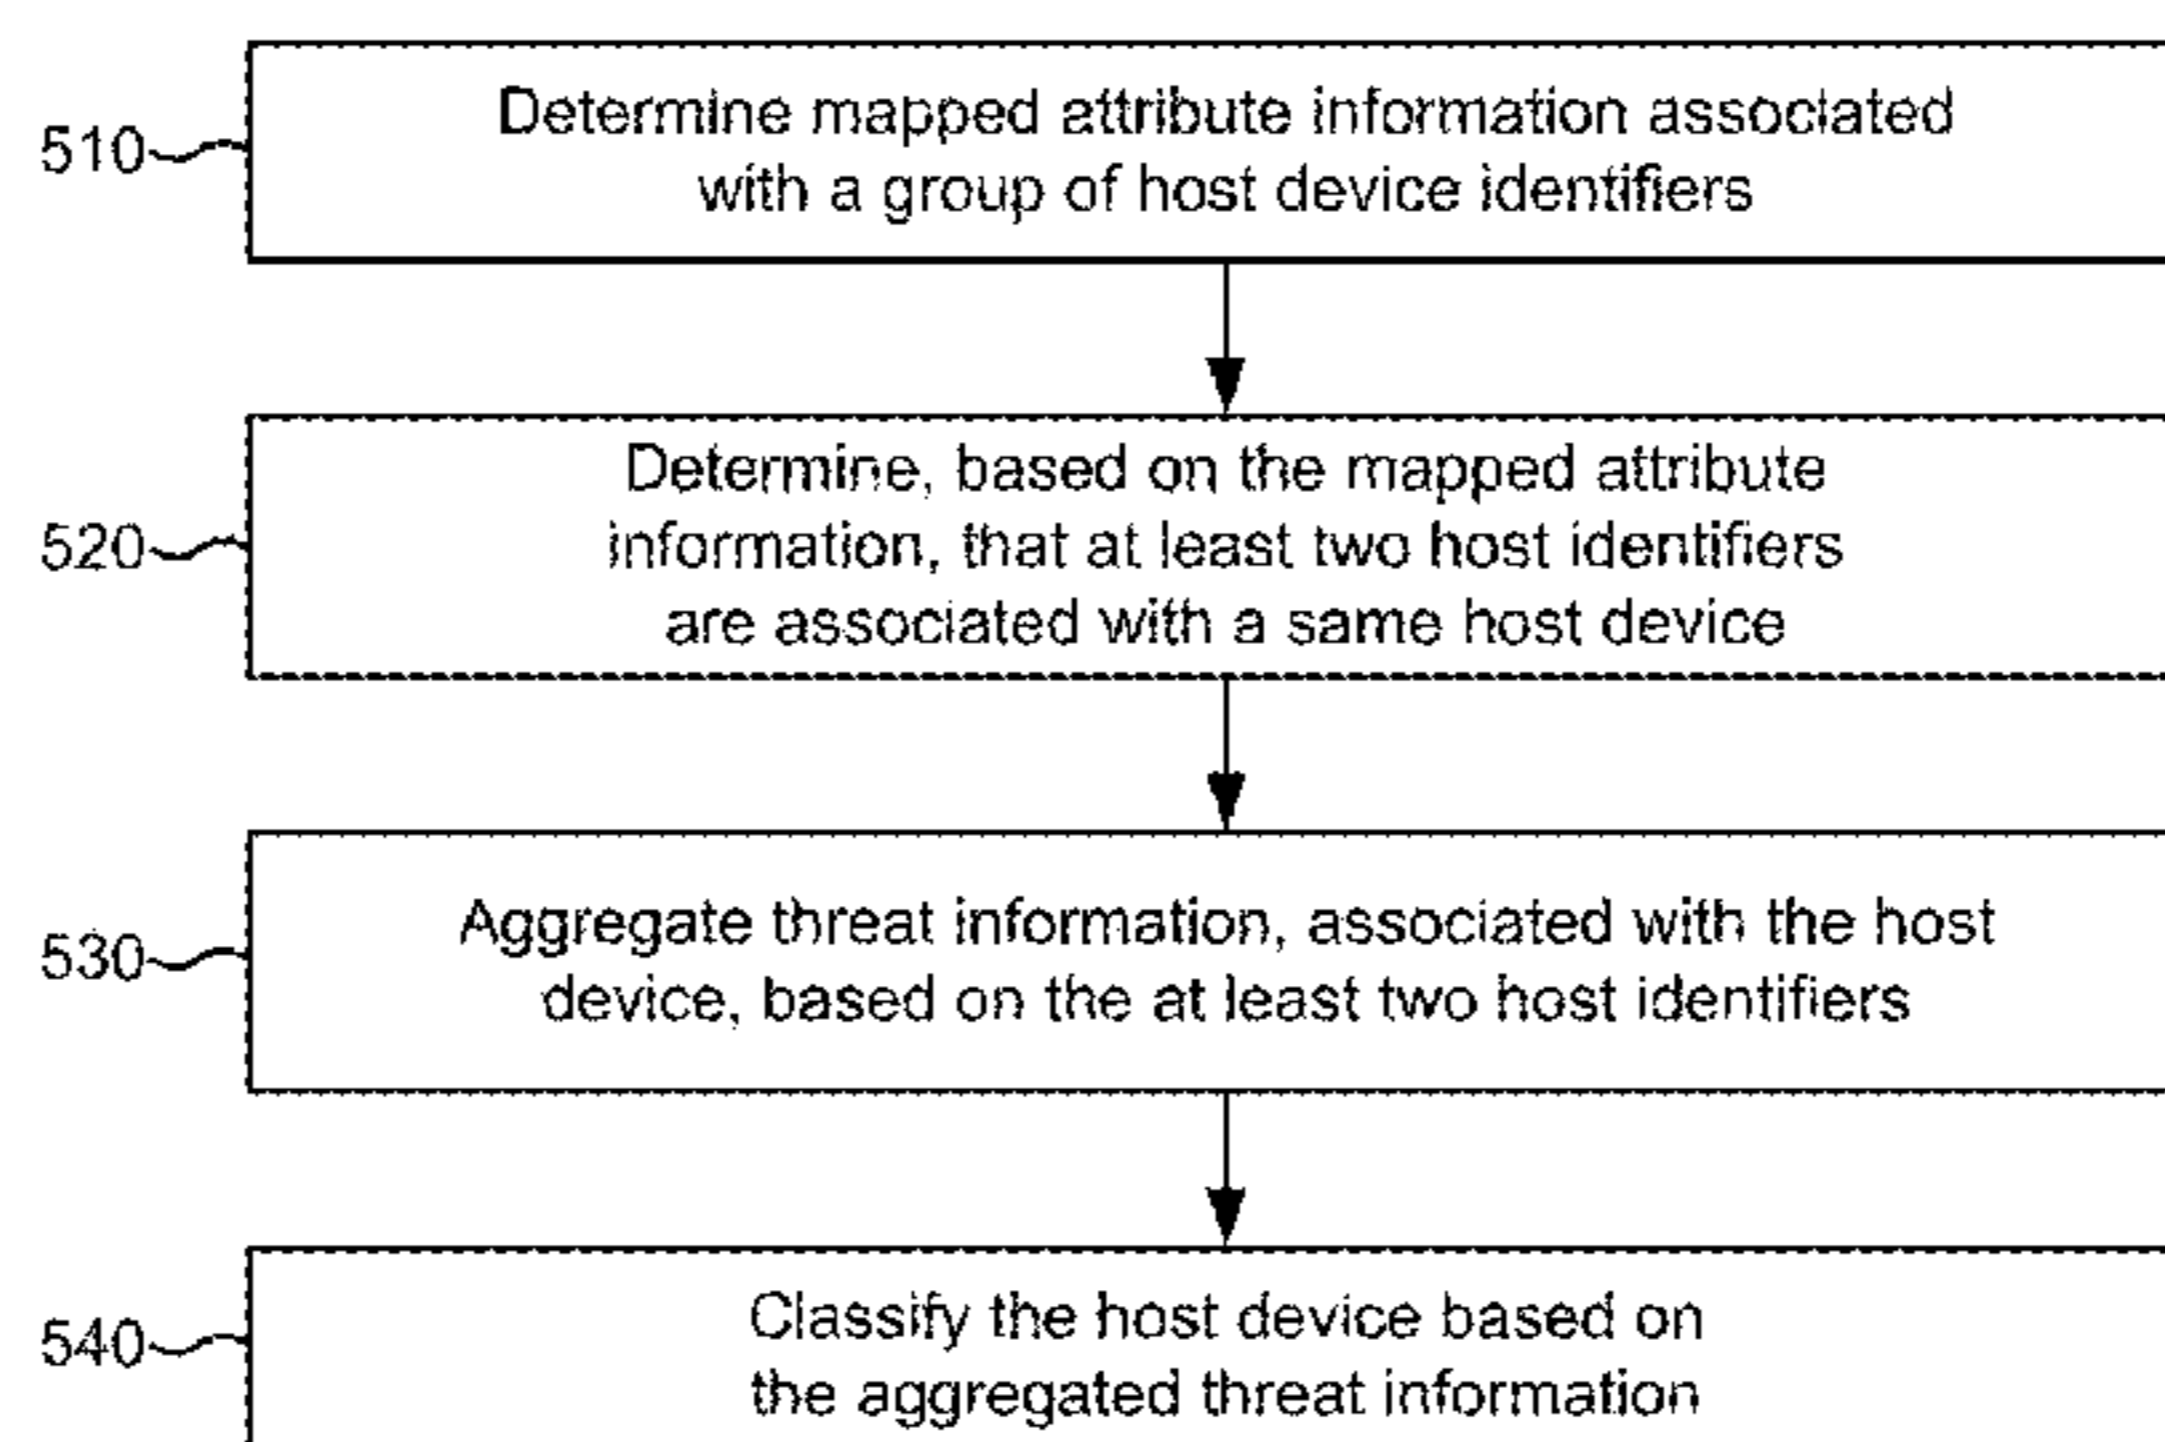 510
Determine mapped attribute information associated
with a group of host device identifiers
520
Determine, based on the mapped attribute
information, that at least two host identifiers
are associated with a same host device
530
Aggregate threat information, associated with the host
device, based on the at least two host identifiers
540
Classify the host device based on
the aggregated threat information